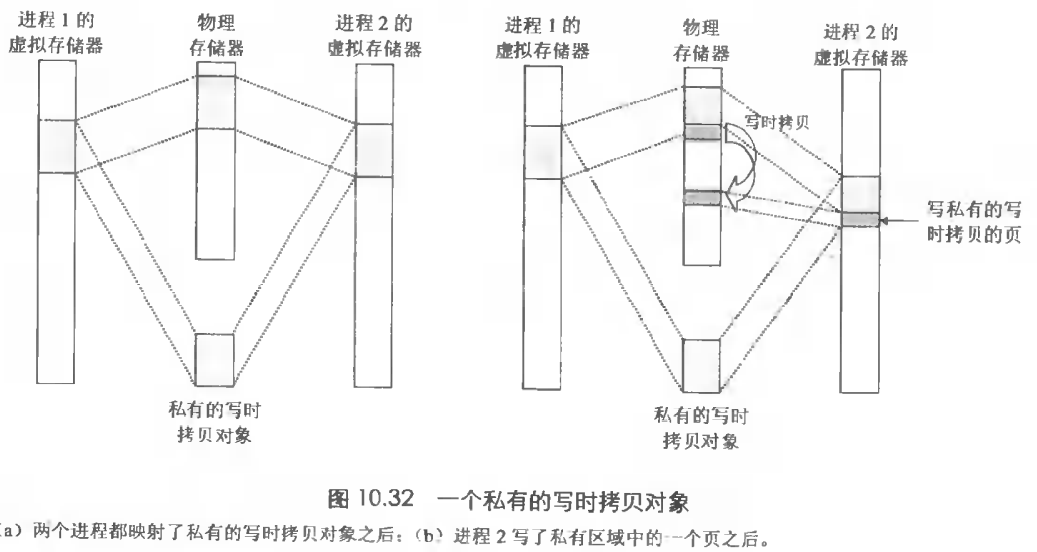 进程 1 的
虚拟存储器
物理
存储器
进程 2 的
虚拟存储器
私有的写时
拷贝对象
进程 1 的
虚拟存储器
物理
存储器
进程 2 的
虚拟存储器
写时拷贝
写私有的写
时拷贝的页
私有的写时
拷贝对象
图 10.32 一个私有的写时拷贝对象
a）两个进程都映射了私有的写时拷贝对象之后；（b）进程 2 写了私有区域中的一个页之后。